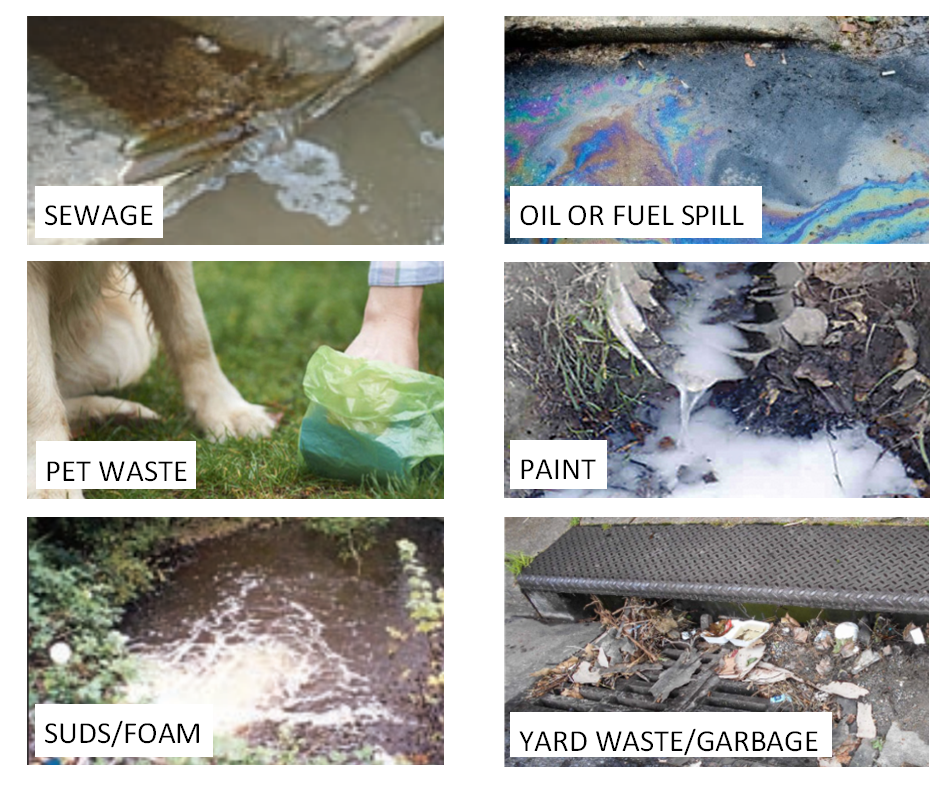 SEWAGE
OIL OR FUEL SPILL
PET WASTE
PAINT
SUDS/FOAM
YARD WASTE/GARBAGE